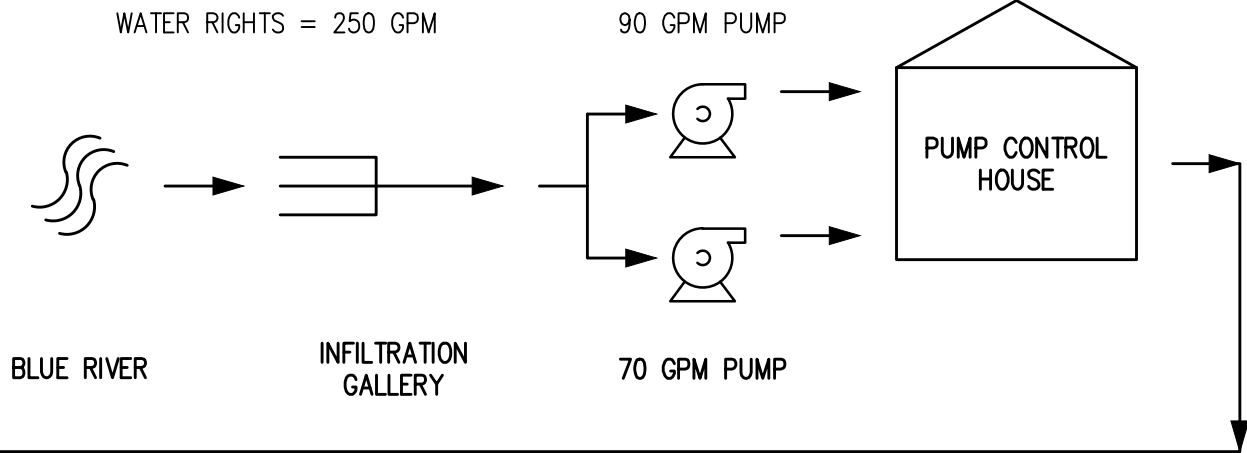 WATER RIGHTS = 250 GPM
90 GPM PUMP
PUMP CONTROL
HOUSE
BLUE RIVER
INFILTRATION
GALLERY
70 GPM PUMP